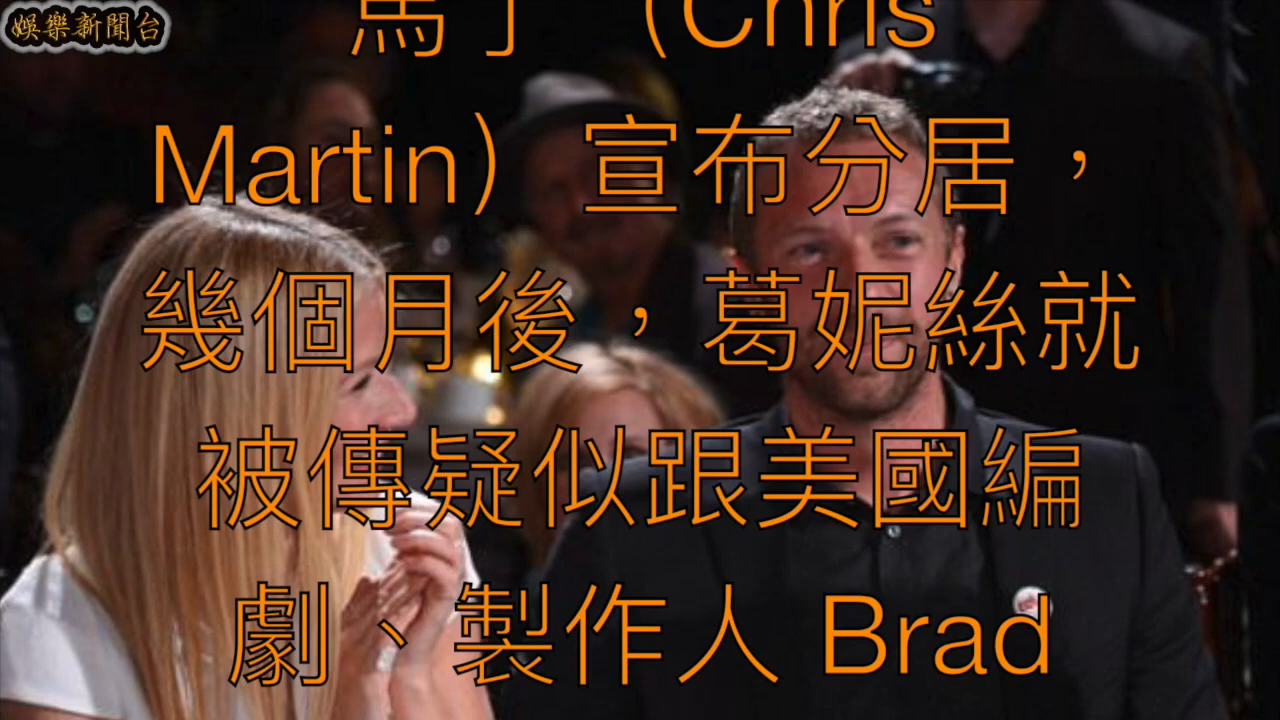 娛樂新聞台
馬丁（Chris
Martin）宣布分居，
幾個月後，葛妮絲就
被傳疑似跟美國編
劇、製作人 Brad